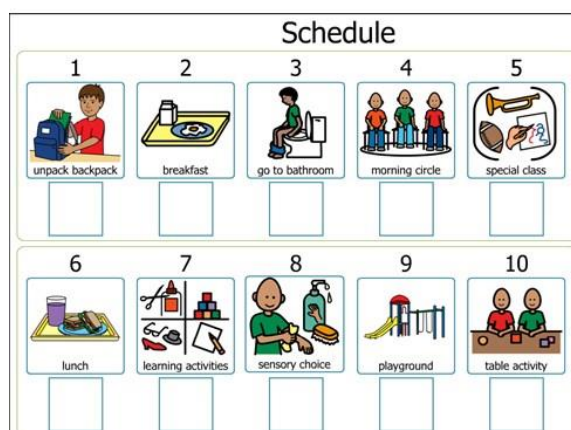 Schedule
1 2 3 4 5
unpack backpack breakfast go to bathroom morning circle special class
6 7 8 9 10
lunch learning activities sensory choice playground table activity